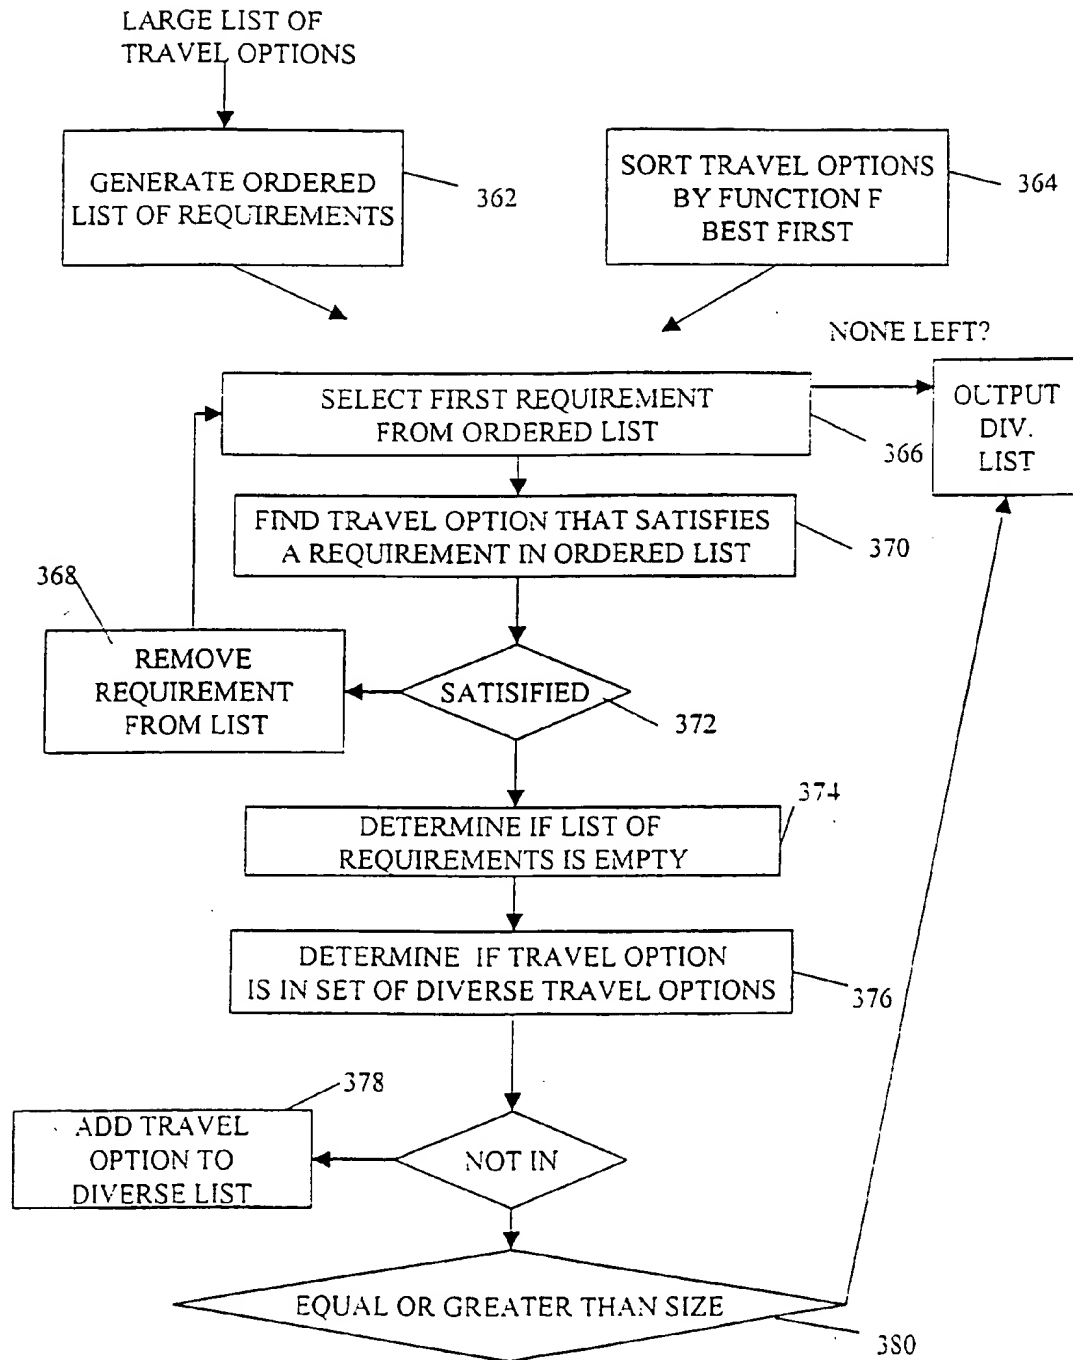 LARGE LIST OF
TRAVEL OPTIONS
GENERATE ORDERED
LIST OF REQUIREMENTS
362
SORT TRAVEL OPTIONS
BY FUNCTION F
BEST FIRST
364
NONE LEFT?
SELECT FIRST REQUIREMENT
FROM ORDERED LIST
366
OUTPUT
DIV.
LIST
FIND TRAVEL OPTION THAT SATISFIES
A REQUIREMENT IN ORDERED LIST
370
368
REMOVE
REQUIREMENT
FROM LIST
SATISIFIED
372
374
DETERMINE IF LIST OF
REQUIREMENTS IS EMPTY
DETERMINE IF TRAVEL OPTION
IS IN SET OF DIVERSE TRAVEL OPTIONS
376
378
ADD TRAVEL
OPTION TO
DIVERSE LIST
NOT IN
EQUAL OR GREATER THAN SIZE
380